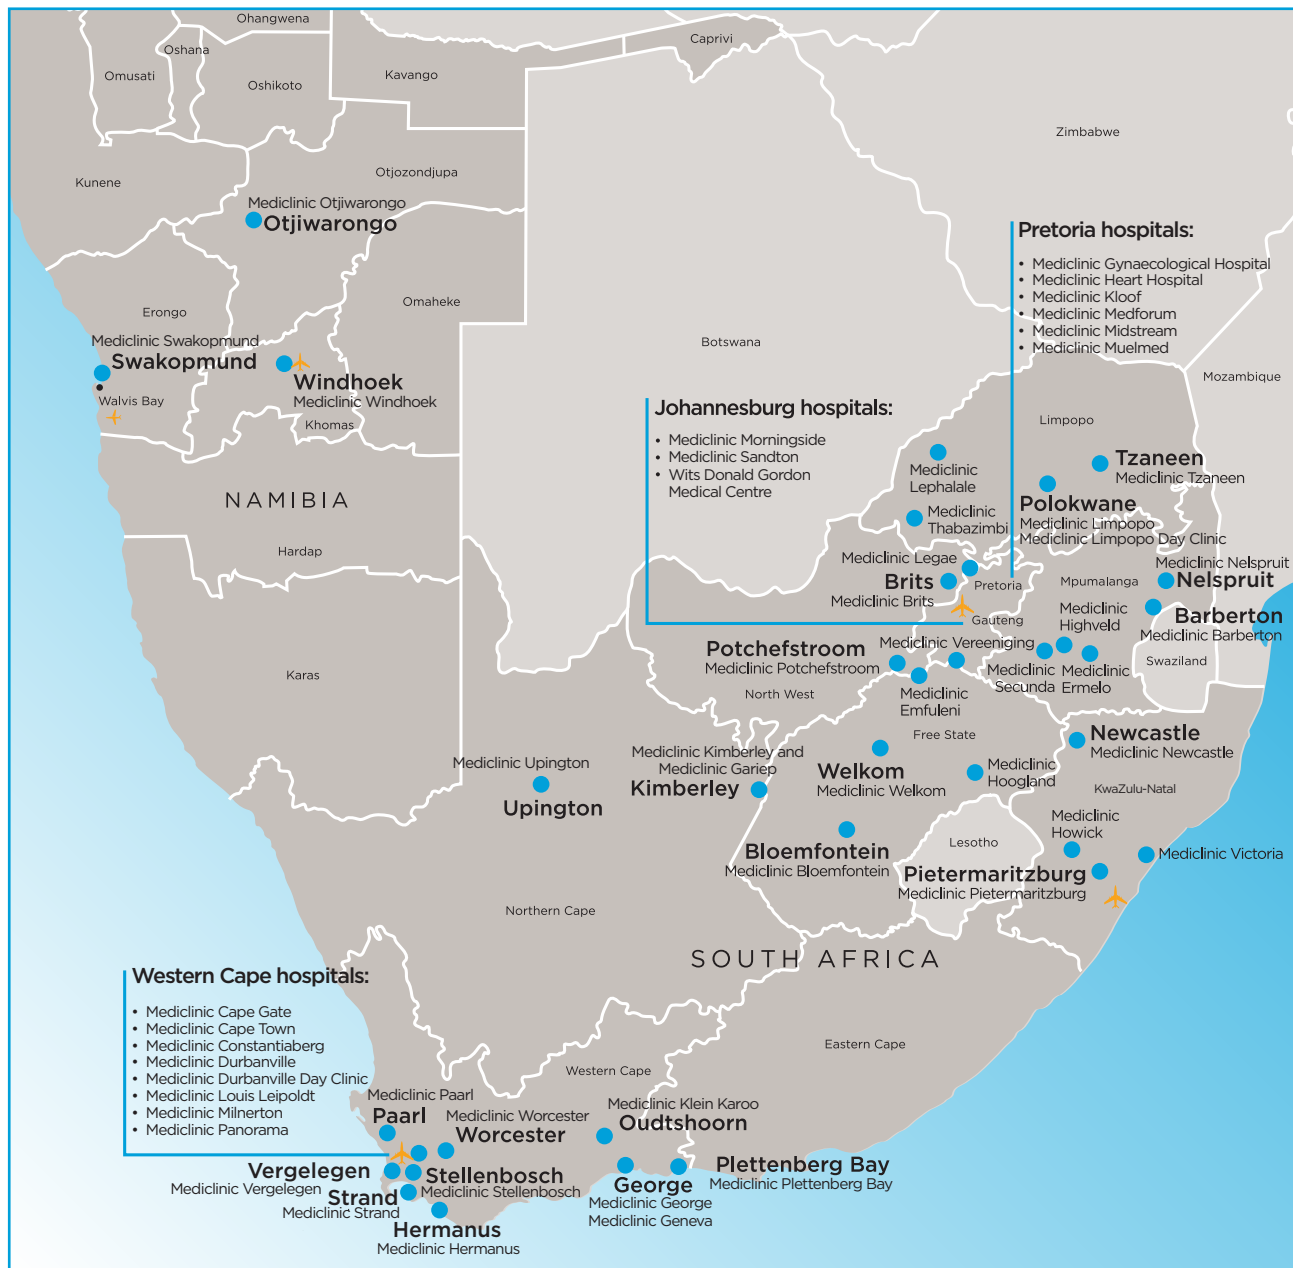 Ohangwena
Oshana
Omusati
Oshikoto
Kavango
Caprivi
Zimbabwe
Kunene
Otjozondjupa
Mediclinic Otjiwarongo
Otjiwarongo
Omaheke
Erongo
Mediclinic Swakopmund
Swakopmund
Walvis Bay
Windhoek
Mediclinic Windhoek
Khomas
Botswana
Pretoria hospitals:
• Mediclinic Gynaecological Hospital
• Mediclinic Heart Hospital
• Mediclinic Kloof
• Mediclinic Medforum
• Mediclinic Midstream
• Mediclinic Muelmed
Mozambique
Johannesburg hospitals:
• Mediclinic Morningside
• Mediclinic Sandton
• Wits Donald Gordon
Medical Centre
Limpopo
Mediclinic
Lephalale
Tzaneen
Mediclinic Tzaneen
Polokwane
Mediclinic Limpopo
Mediclinic Limpopo Day Clinic
Mediclinic
Thabazimbi
NAMIBIA
Hardap
Mediclinic Legae
Brits
Mediclinic Brits
Pretoria
Mpumalanga
Mediclinic Nelspruit
Nelspruit
Barberton
Mediclinic Barberton
Mediclinic
Highveld
Gauteng
Mediclinic Vereeniging
Potchefstroom
Mediclinic Potchefstroom
Mediclinic
Secunda
Mediclinic
Ermelo
Swaziland
Karas
North West
Mediclinic
Emfuleni
Free State
Newcastle
Mediclinic Newcastle
Mediclinic Upington
Upington
Mediclinic Kimberley and
Mediclinic Gariep
Kimberley
Welkom
Mediclinic Welkom
Mediclinic
Hoogland
KwaZulu-Natal
Mediclinic
Howick
Mediclinic Victoria
Lesotho
Bloemfontein
Mediclinic Bloemfontein
Pietermaritzburg
Mediclinic Pietermaritzburg
Northern Cape
SOUTH AFRICA
Western Cape hospitals:
• Mediclinic Cape Gate
• Mediclinic Cape Town
• Mediclinic Constantiaberg
• Mediclinic Durbanville
• Mediclinic Durbanville Day Clinic
• Mediclinic Louis Leipoldt
• Mediclinic Milnerton
• Mediclinic Panorama
Eastern Cape
Western Cape
Mediclinic Paarl
Paarl
Mediclinic Worcester
Worcester
Mediclinic Klein Karoo
Oudtshoorn
Vergelegen
Mediclinic Vergelegen
Stellenbosch
Mediclinic Stellenbosch
Strand
Mediclinic Strand
Hermanus
Mediclinic Hermanus
George
Mediclinic George
Mediclinic Geneva
Plettenberg Bay
Mediclinic Plettenberg Bay